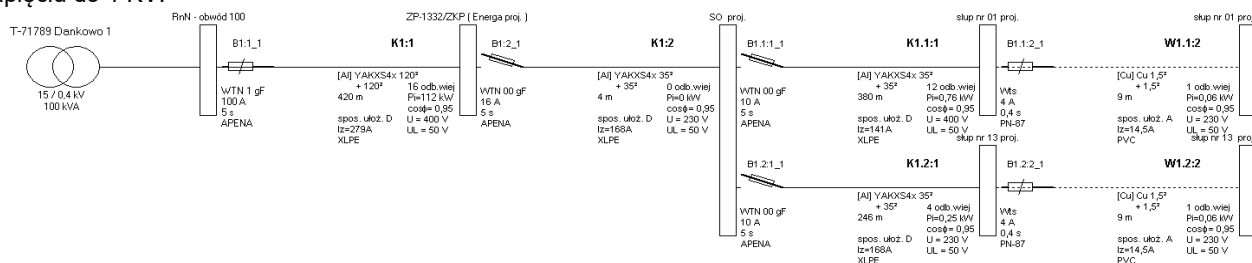 T-71789 Dankowo 1
15 / 0,4 kV
100 kVA
RnN - obwód 100
B1:1_1
WTN 1 gF
100 A
5 s
APENA
K1:1
[Al] YAKXS4x 120²
+ 120²
420 m
spos. ułoż. D
Iz=279A
XLPE
16 odb.wiej
Pi=112 kW
cosϕ= 0,95
U = 400 V
UL = 50 V
ZP-1332/ZKP ( Energa proj. )
B1:2_1
WTN 00 gF
16 A
5 s
APENA
K1:2
[Al] YAKXS4x 35²
+ 35²
4 m
spos. ułoż. D
Iz=168A
XLPE
0 odb.wiej
Pi=0 kW
cosϕ= 0,95
U = 230 V
UL = 50 V
SO proj.
B1.1:1_1
WTN 00 gF
10 A
5 s
APENA
K1.1:1
[Al] YAKXS4x 35²
+ 35²
380 m
spos. ułoż. D
Iz=141A
XLPE
12 odb.wiej
Pi=0,76 kW
cosϕ= 0,95
U = 400 V
UL = 50 V
słup nr 01 proj.
B1.1:2_1
Wts
4 A
0,4 s
PN-87
W1.1:2
[Cu] Cu 1,5²
+ 1,5²
9 m
spos. ułoż. A
Iz=14,5A
PVC
1 odb.wiej
Pi=0,06 kW
cosϕ= 0,95
U = 230 V
UL = 50 V
słup nr 01 proj
B1.2:1_1
WTN 00 gF
10 A
5 s
APENA
K1.2:1
[Al] YAKXS4x 35²
+ 35²
246 m
spos. ułoż. D
Iz=168A
XLPE
4 odb.wiej
Pi=0,25 kW
cosϕ= 0,95
U = 230 V
UL = 50 V
słup nr 13 proj.
B1.2:2_1
Wts
4 A
0,4 s
PN-87
W1.2:2
[Cu] Cu 1,5²
+ 1,5²
9 m
spos. ułoż. A
Iz=14,5A
PVC
1 odb.wiej
Pi=0,06 kW
cosϕ= 0,95
U = 230 V
UL = 50 V
słup nr 13 proj